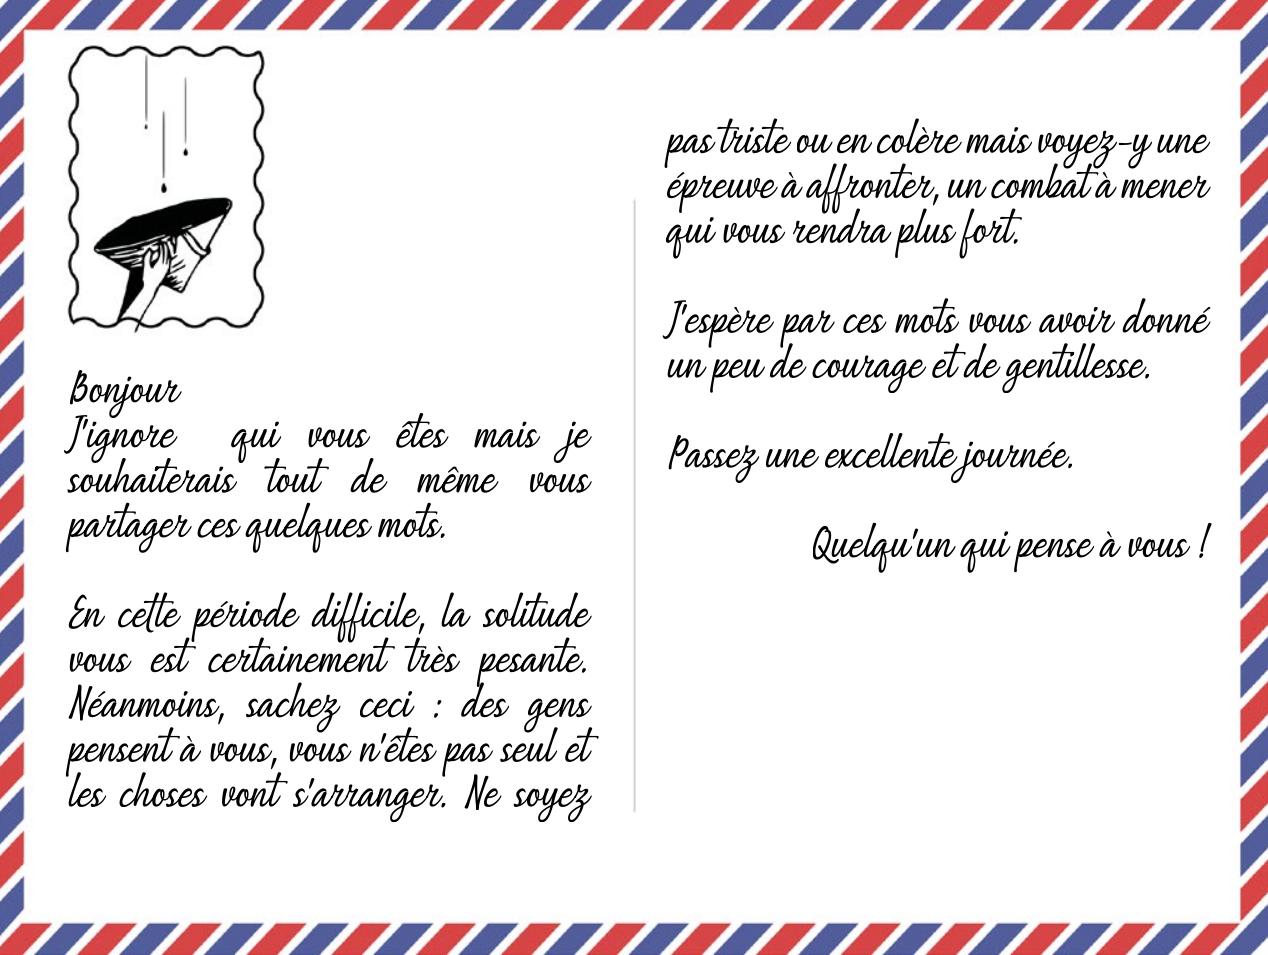 Bonjour
J'ignore qui vous êtes mais je
souhaiterais tout de même vous
partager ces quelques mots.
En cette période difficile, la solitude
vous est certainement très pesante.
Néanmoins, sachez ceci : des gens
pensent à vous, vous n'êtes pas seul et
les choses vont s'arranger. Ne soyez
pas triste ou en colère mais voyez-y une
épreuve à affronter, un combat à mener
qui vous rendra plus fort.
J'espère par ces mots vous avoir donné
un peu de courage et de gentillesse.
Passez une excellente journée.
Quelqu'un qui pense à vous !